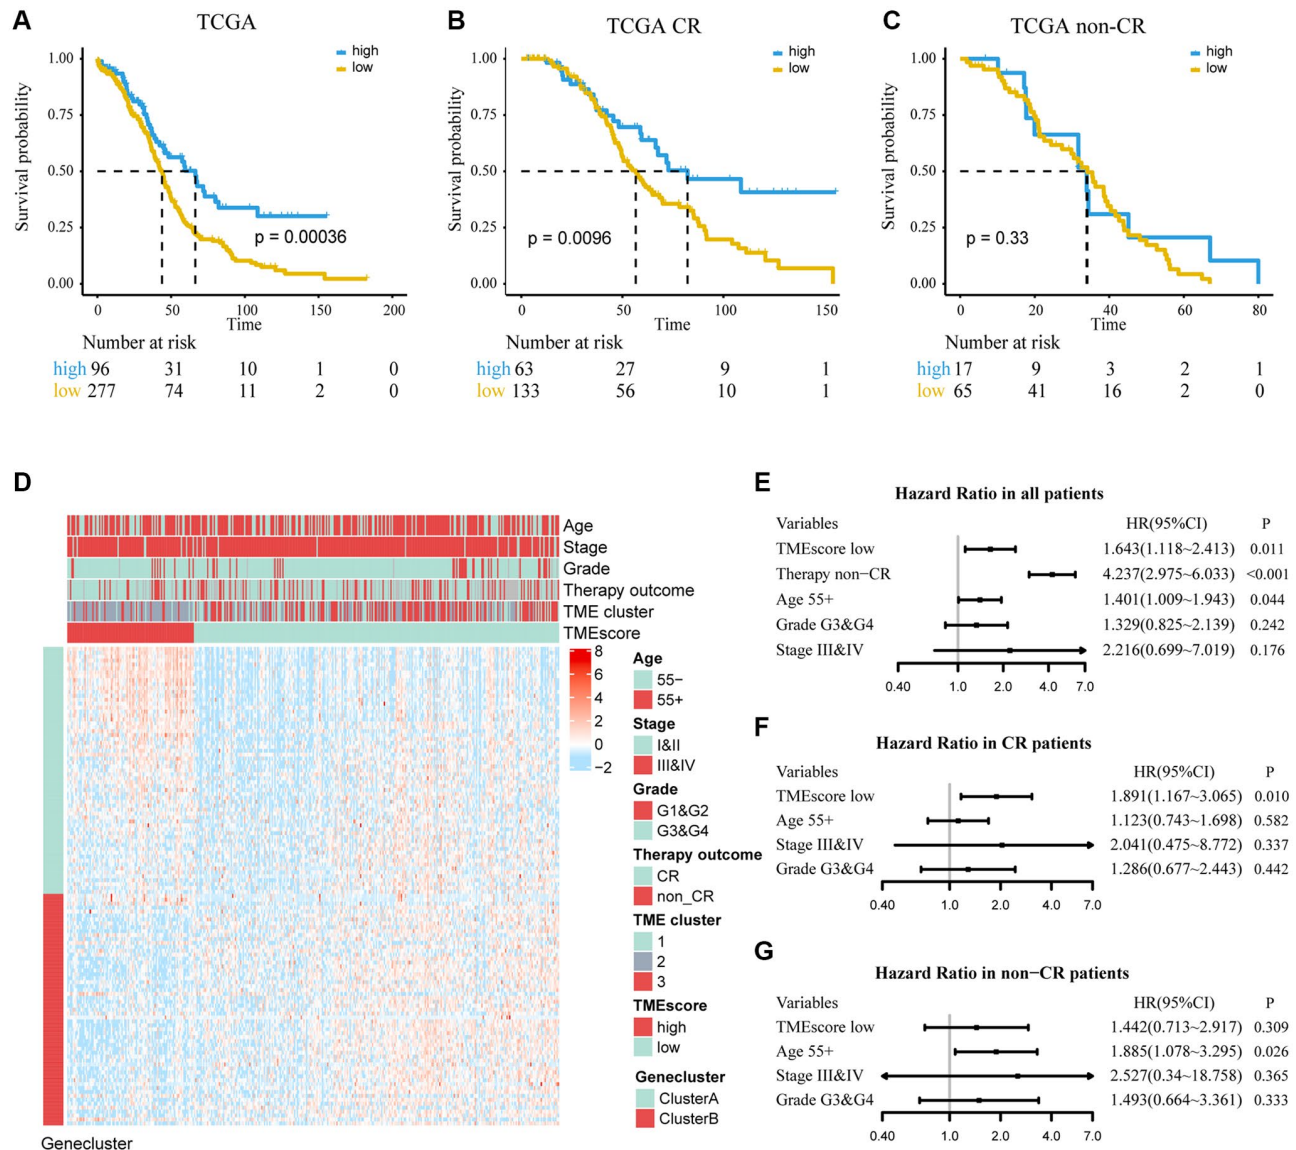 A
TCGA
high
low
Survival probability
1.00
0.75
0.50
0.25
0.00
p = 0.00036
0 50 100 150 200
Time
Number at risk
high 96 31 10 1 0
low 277 74 11 2 0
B
TCGA CR
high
low
Survival probability
1.00
0.75
0.50
0.25
0.00
p = 0.0096
0 50 100 150
Time
Number at risk
high 63 27 9 1
low 133 56 10 1
C
TCGA non-CR
high
low
Survival probability
1.00
0.75
0.50
0.25
0.00
p = 0.33
0 20 40 60 80
Time
Number at risk
high 17 9 3 2 1
low 65 41 16 2 0
D
Age
Stage
Grade
Therapy outcome
TME cluster
TMEscore
8
6
4
2
0
−2
Age
55−
55+
Stage
I&II
III&IV
Grade
G1&G2
G3&G4
Therapy outcome
CR
non_CR
TME cluster
1
2
3
TMEscore
high
low
Genecluster
ClusterA
ClusterB
Genecluster
E
Hazard Ratio in all patients
Variables HR(95%CI) P
TMEscore low 1.643(1.118~2.413) 0.011
Therapy non−CR 4.237(2.975~6.033) <0.001
Age 55+ 1.401(1.009~1.943) 0.044
Grade G3&G4 1.329(0.825~2.139) 0.242
Stage III&IV 2.216(0.699~7.019) 0.176
0.40 1.0 2.0 4.0 7.0
F
Hazard Ratio in CR patients
Variables HR(95%CI) P
TMEscore low 1.891(1.167~3.065) 0.010
Age 55+ 1.123(0.743~1.698) 0.582
Stage III&IV 2.041(0.475~8.772) 0.337
Grade G3&G4 1.286(0.677~2.443) 0.442
0.40 1.0 2.0 4.0 7.0
G
Hazard Ratio in non−CR patients
Variables HR(95%CI) P
TMEscore low 1.442(0.713~2.917) 0.309
Age 55+ 1.885(1.078~3.295) 0.026
Stage III&IV 2.527(0.34~18.758) 0.365
Grade G3&G4 1.493(0.664~3.361) 0.333
0.40 1.0 2.0 4.0 7.0